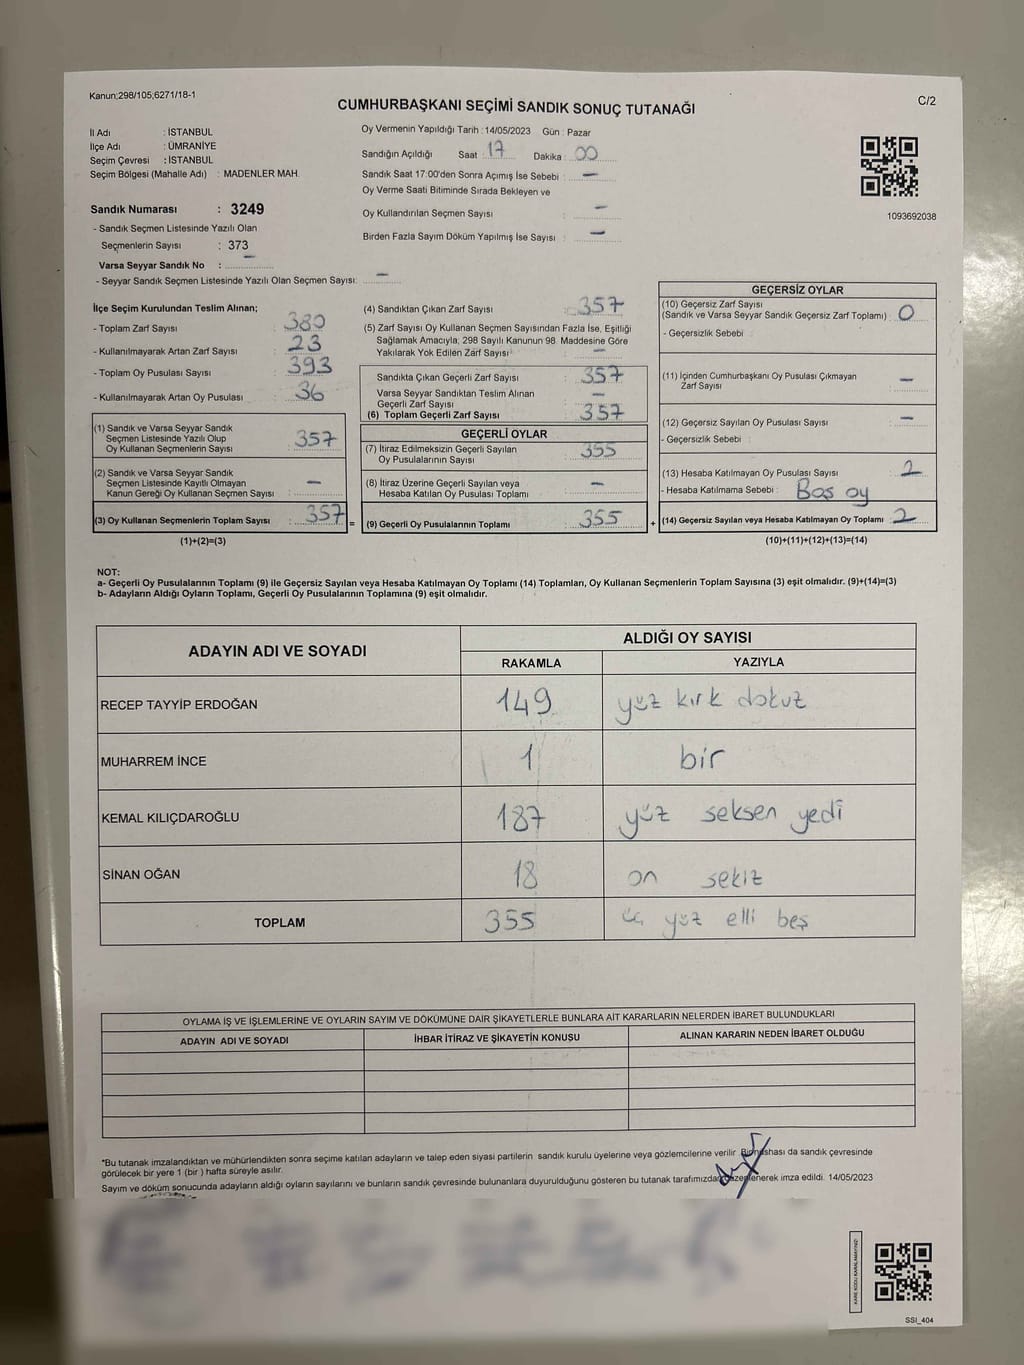 Kanun;298/105,6271/18-1
C/2
CUMHURBAŞKANI SEÇİMİ SANDIK SONUÇ TUTANAĞI
İl Adı : İSTANBUL
İlçe Adı : ÜMRANİYE
Seçim Çevresi : İSTANBUL
Seçim Bölgesi (Mahalle Adı) : MADENLER MAH.
Oy Vermenin Yapıldığı Tarih :14/05/2023 Gün : Pazar
Sandığın Açıldığı Saat : 17 Dakika : 00
Sandık Saat 17:00'den Sonra Açımış İse Sebebi : —
Oy Verme Saati Bitiminde Sırada Bekleyen ve
Oy Kullandırılan Seçmen Sayısı : —
Birden Fazla Sayım Döküm Yapılmış İse Sayısı : —
1093692038
Sandık Numarası : 3249
- Sandık Seçmen Listesinde Yazılı Olan
Seçmenlerin Sayısı : 373
Varsa Seyyar Sandık No : —
- Seyyar Sandık Seçmen Listesinde Yazılı Olan Seçmen Sayısı: —
İlçe Seçim Kurulundan Teslim Alınan;
- Toplam Zarf Sayısı : 380
- Kullanılmayarak Artan Zarf Sayısı : 23
- Toplam Oy Pusulası Sayısı : 393
- Kullanılmayarak Artan Oy Pusulası : 36
(1) Sandık ve Varsa Seyyar Sandık
Seçmen Listesinde Yazılı Olup
Oy Kullanan Seçmenlerin Sayısı : 357
(2) Sandık ve Varsa Seyyar Sandık
Seçmen Listesinde Kayıtlı Olmayan
Kanun Gereği Oy Kullanan Seçmen Sayısı : —
(3) Oy Kullanan Seçmenlerin Toplam Sayısı : 357 =
(1)+(2)=(3)
(4) Sandıktan Çıkan Zarf Sayısı : 357
(5) Zarf Sayısı Oy Kullanan Seçmen Sayısından Fazla İse, Eşitliği
Sağlamak Amacıyla; 298 Sayılı Kanunun 98. Maddesine Göre
Yakılarak Yok Edilen Zarf Sayısı : —
Sandıkta Çıkan Geçerli Zarf Sayısı : 357
Varsa Seyyar Sandıktan Teslim Alınan
Geçerli Zarf Sayısı : —
(6) Toplam Geçerli Zarf Sayısı : 357
GEÇERLİ OYLAR
(7) İtiraz Edilmeksizin Geçerli Sayılan
Oy Pusulalarının Sayısı : 355
(8) İtiraz Üzerine Geçerli Sayılan veya
Hesaba Katılan Oy Pusulası Toplamı : —
(9) Geçerli Oy Pusulalarının Toplamı : 355 +
GEÇERSİZ OYLAR
(10) Geçersiz Zarf Sayısı
(Sandık ve Varsa Seyyar Sandık Geçersiz Zarf Toplamı) : 0
- Geçersizlik Sebebi :
(11) İçinden Cumhurbaşkanı Oy Pusulası Çıkmayan
Zarf Sayısı : —
(12) Geçersiz Sayılan Oy Pusulası Sayısı : —
- Geçersizlik Sebebi :
(13) Hesaba Katılmayan Oy Pusulası Sayısı : 2
- Hesaba Katılmama Sebebi : Boş oy
(14) Geçersiz Sayılan veya Hesaba Katılmayan Oy Toplamı : 2
(10)+(11)+(12)+(13)=(14)
NOT:
a- Geçerli Oy Pusulalarının Toplamı (9) ile Geçersiz Sayılan veya Hesaba Katılmayan Oy Toplamı (14) Toplamları, Oy Kullanan Seçmenlerin Toplam Sayısına (3) eşit olmalıdır. (9)+(14)=(3)
b- Adayların Aldığı Oyların Toplamı, Geçerli Oy Pusulalarının Toplamına (9) eşit olmalıdır.
ADAYIN ADI VE SOYADI ALDIĞI OY SAYISI
RAKAMLA YAZIYLA
RECEP TAYYİP ERDOĞAN 149 yüz kırk dokuz
MUHARREM İNCE 1 bir
KEMAL KILIÇDAROĞLU 187 yüz seksen yedi
SİNAN OĞAN 18 on sekiz
TOPLAM 355 üç yüz elli beş
OYLAMA İŞ VE İŞLEMLERİNE VE OYLARIN SAYIM VE DÖKÜMÜNE DAİR ŞİKAYETLERLE BUNLARA AİT KARARLARIN NELERDEN İBARET BULUNDUKLARI
ADAYIN ADI VE SOYADI İHBAR İTİRAZ VE ŞİKAYETİN KONUSU ALINAN KARARIN NEDEN İBARET OLDUĞU
*Bu tutanak imzalandıktan ve mühürlendikten sonra seçime katılan adayların ve talep eden siyasi partilerin sandık kurulu üyelerine veya gözlemcilerine verilir. Bir nüshası da sandık çevresinde
görülecek bir yere 1 (bir ) hafta süreyle asılır.
Sayım ve döküm sonucunda adayların aldığı oyların sayılarını ve bunların sandık çevresinde bulunanlara duyurulduğunu gösteren bu tutanak tarafımızdan düzenlenerek imza edildi. 14/05/2023
KARE KODU KARALAMAYINIZ!
SSI_404